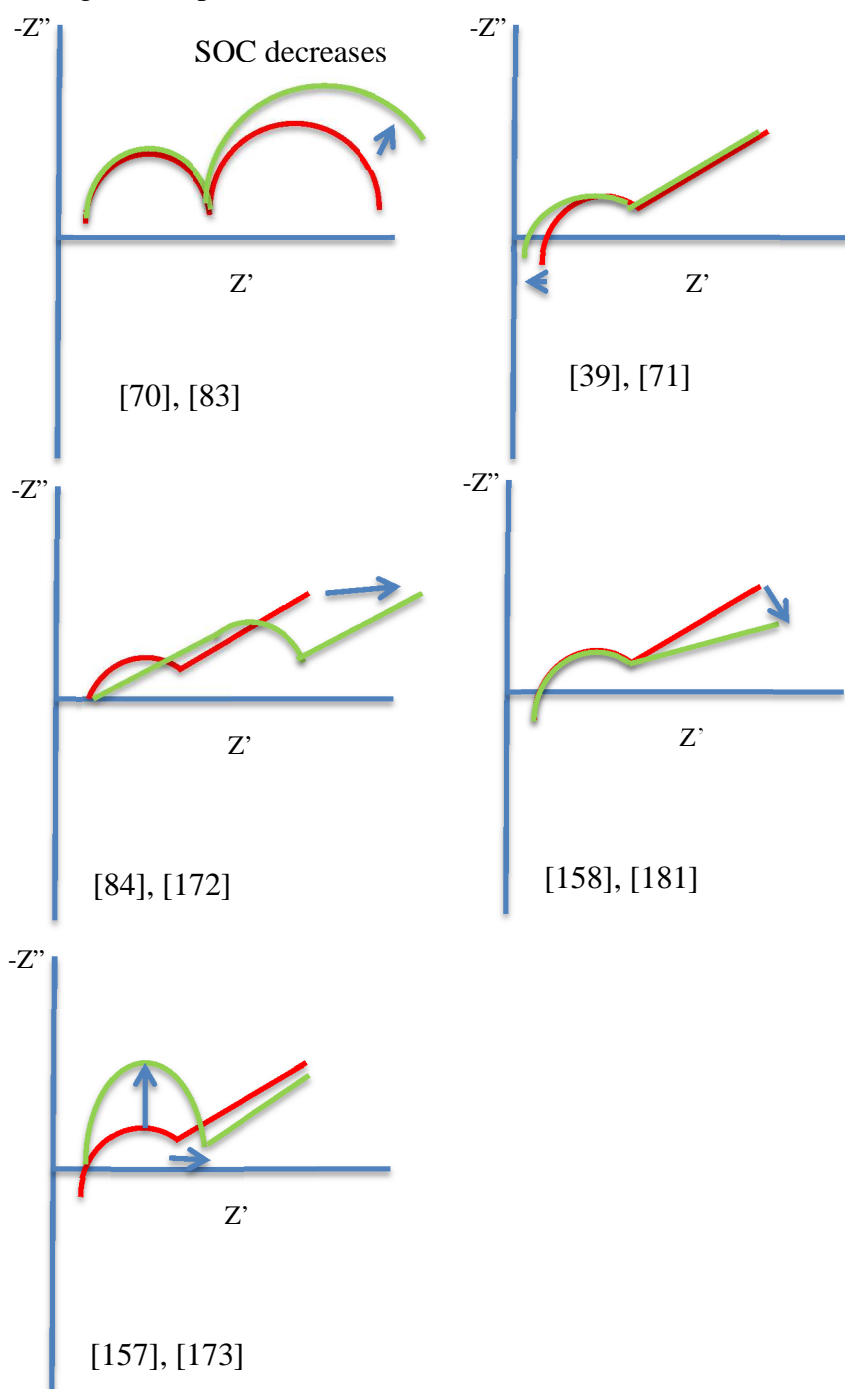 -Z”
SOC decreases
Z’
[70], [83]
-Z”
Z’
[39], [71]
-Z”
Z’
[84], [172]
-Z”
Z’
[158], [181]
-Z”
Z’
[157], [173]